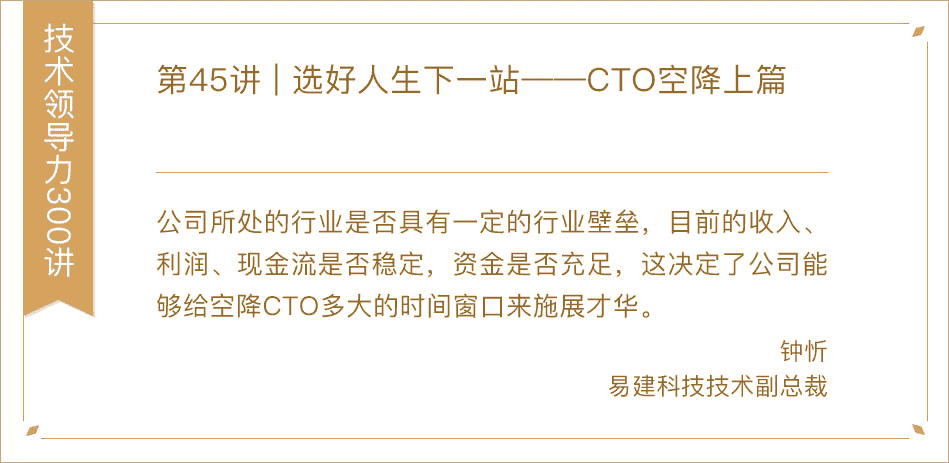 技术领导力300讲
第45讲 | 选好人生下一站——CTO空降上篇
公司所处的行业是否具有一定的行业壁垒，目前的收入、
利润、现金流是否稳定，资金是否充足，这决定了公司能
够给空降CTO多大的时间窗口来施展才华。
钟忻
易建科技技术副总裁